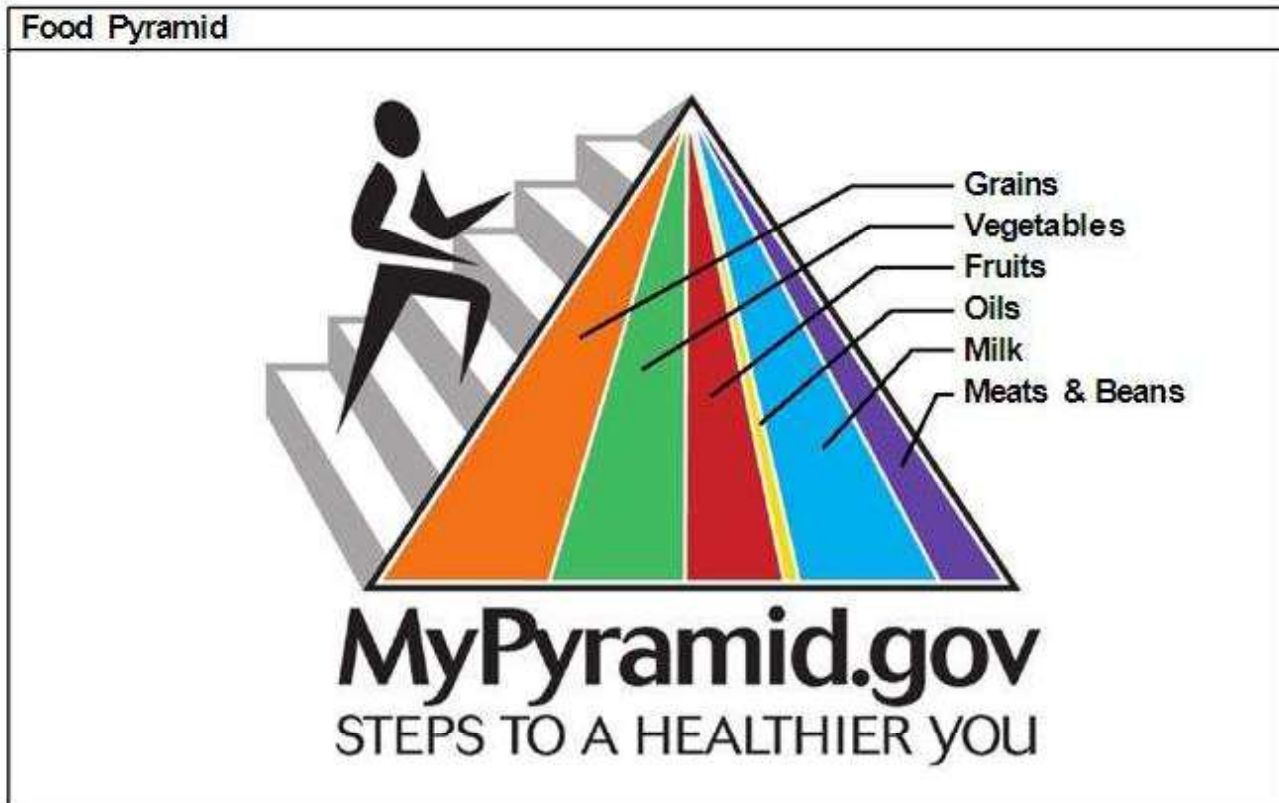 Food Pyramid
Grains
Vegetables
Fruits
Oils
Milk
Meats & Beans
MyPyramid.gov
STEPS TO A HEALTHIER YOU